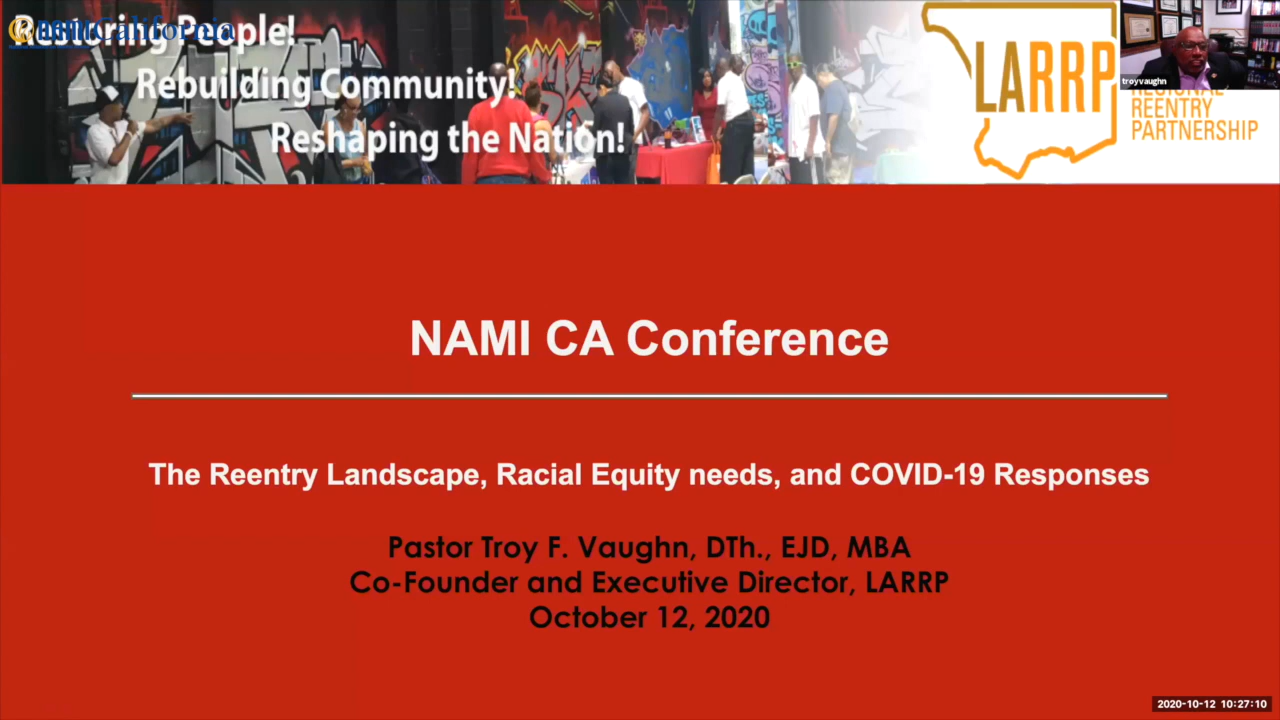 Restoring People!
Rebuilding Community!
Reshaping the Nation!
LARRP
REGIONAL
REENTRY
PARTNERSHIP
troyvaughn
NAMI CA Conference
The Reentry Landscape, Racial Equity needs, and COVID-19 Responses
Pastor Troy F. Vaughn, DTh., EJD, MBA
Co-Founder and Executive Director, LARRP
October 12, 2020
2020-10-12 10:27:10